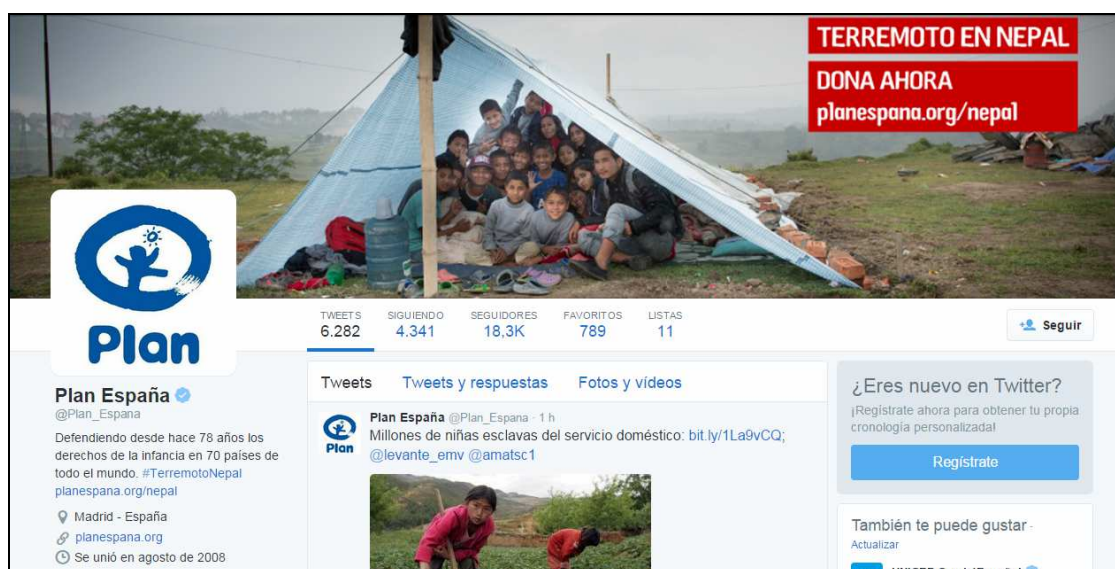 TERREMOTO EN NEPAL
DONA AHORA
planespana.org/nepal
Plan
TWEETS SIGUIENDO SEGUIDORES FAVORITOS LISTAS
6.282 4.341 18,3K 789 11
Seguir
Plan España
@Plan_Espana
Defendiendo desde hace 78 años los
derechos de la infancia en 70 países de
todo el mundo. #TerremotoNepal
planespana.org/nepal
Madrid - España
planespana.org
Se unió en agosto de 2008
Tweets Tweets y respuestas Fotos y vídeos
Plan España @Plan_Espana · 1 h
Millones de niñas esclavas del servicio doméstico: bit.ly/1La9vCQ;
@levante_emv @amatsc1
Plan
¿Eres nuevo en Twitter?
¡Regístrate ahora para obtener tu propia
cronología personalizada!
Regístrate
También te puede gustar ·
Actualizar